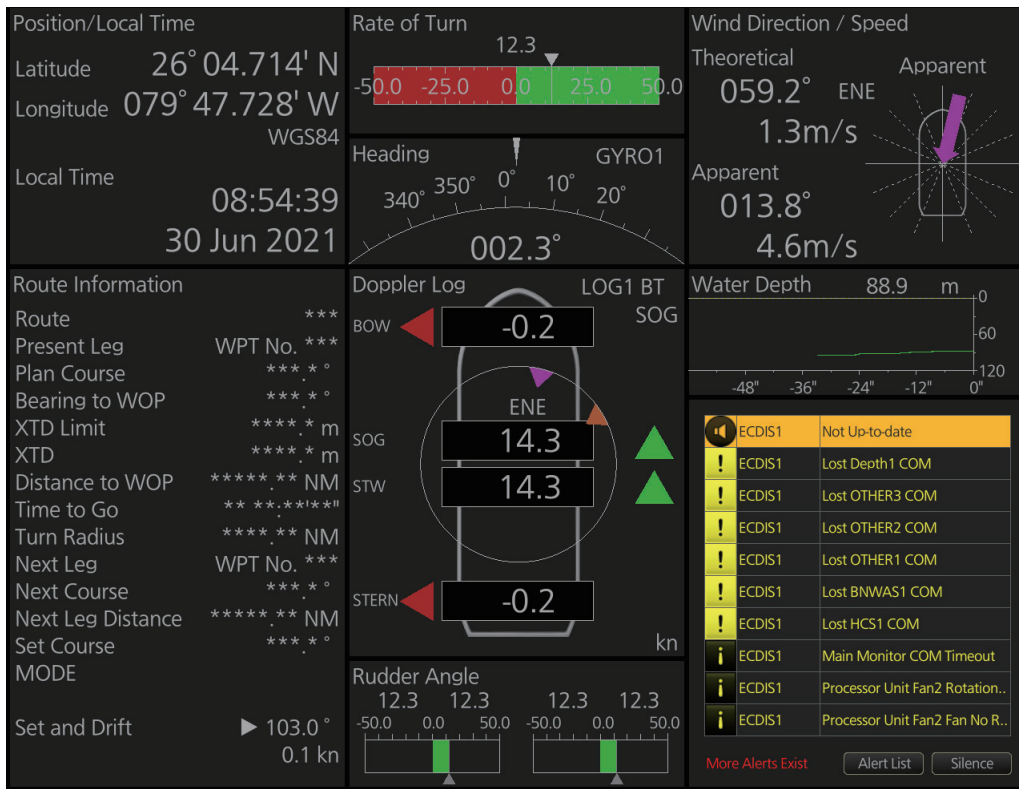 Position/Local Time
Latitude 26° 04.714' N
Longitude 079° 47.728' W
WGS84
Local Time
08:54:39
30 Jun 2021
Rate of Turn
12.3
-50.0 -25.0 0.0 25.0 50.0
Heading GYRO1
340° 350° 0° 10° 20°
002.3°
Wind Direction / Speed
Theoretical
059.2° ENE
1.3m/s
Apparent
Apparent
013.8°
4.6m/s
Route Information
Route ***
Present Leg WPT No. ***
Plan Course ***.* °
Bearing to WOP ***.* °
XTD Limit ****.* m
XTD ****.* m
Distance to WOP *****.** NM
Time to Go ** **:**'**"
Turn Radius ****.** NM
Next Leg WPT No. ***
Next Course ***.* °
Next Leg Distance *****.** NM
Set Course ***.* °
MODE
Set and Drift ▶ 103.0 °
0.1 kn
Doppler Log LOG1 BT
SOG
BOW -0.2
ENE
SOG 14.3
STW 14.3
STERN -0.2
kn
Rudder Angle
12.3 12.3 12.3 12.3
-50.0 0.0 50.0 -50.0 0.0 50.0
Water Depth 88.9 m
0
60
120
-48" -36" -24" -12" 0"
ECDIS1 Not Up-to-date
! ECDIS1 Lost Depth1 COM
! ECDIS1 Lost OTHER3 COM
! ECDIS1 Lost OTHER2 COM
! ECDIS1 Lost OTHER1 COM
! ECDIS1 Lost BNWAS1 COM
! ECDIS1 Lost HCS1 COM
i ECDIS1 Main Monitor COM Timeout
i ECDIS1 Processor Unit Fan2 Rotation..
i ECDIS1 Processor Unit Fan2 Fan No R..
More Alerts Exist Alert List Silence